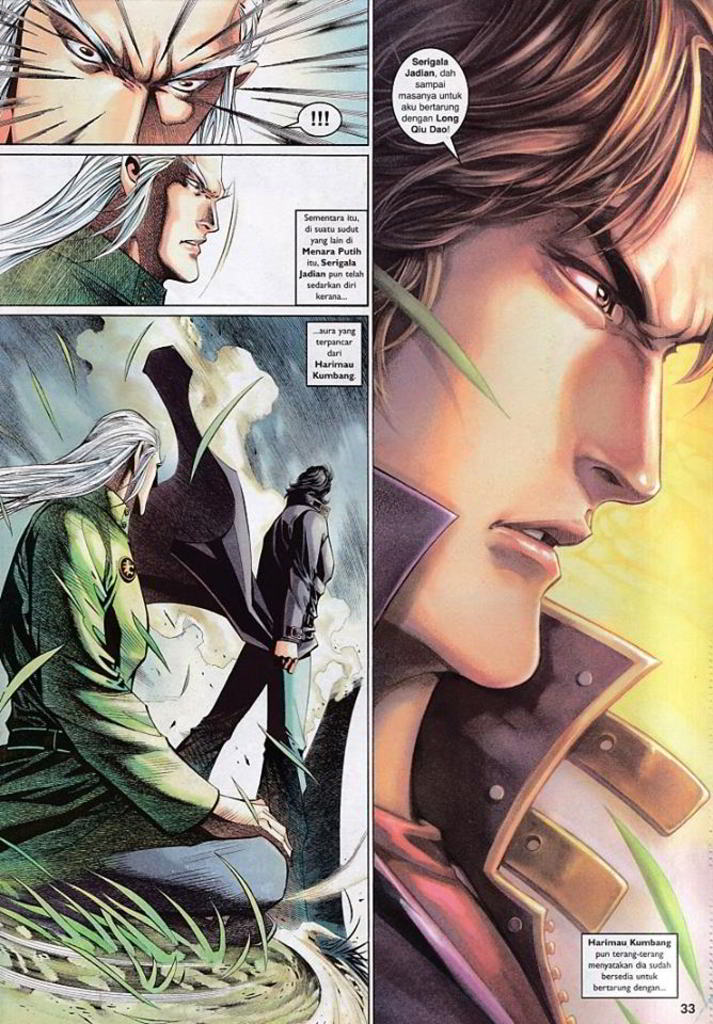 !!!
Sementara itu,
di suatu sudut
yang lain di
Menara Putih
itu, Serigala
Jadian pun telah
sedarkan diri
kerana...
...aura yang
terpancar
dari
Harimau
Kumbang.
Serigala
Jadian, dah
sampai
masanya untuk
aku bertarung
dengan Long
Qiu Dao!
Harimau Kumbang
pun terang-terang
menyatakan dia sudah
bersedia untuk
bertarung dengan...
33